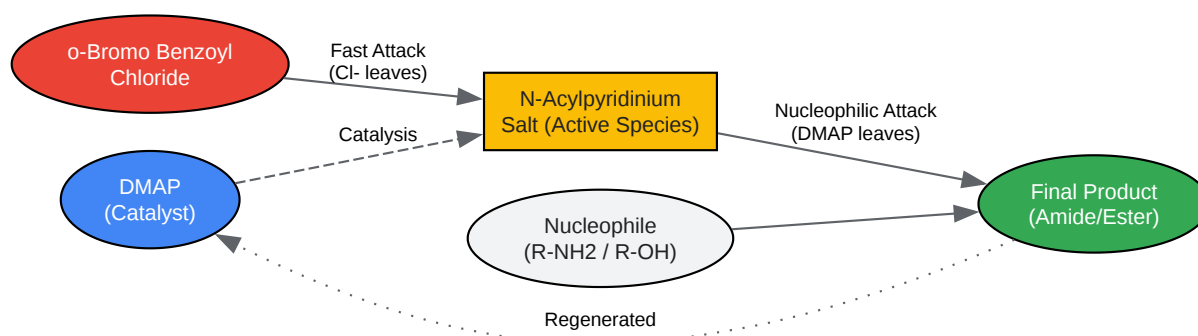 o-Bromo Benzoyl
Chloride
Fast Attack
(Cl- leaves)
N-Acylpyridinium
Salt (Active Species)
Nucleophilic Attack
(DMAP leaves)
Catalysis
DMAP
(Catalyst)
Nucleophile
(R-NH2 / R-OH)
Final Product
(Amide/Ester)
Regenerated